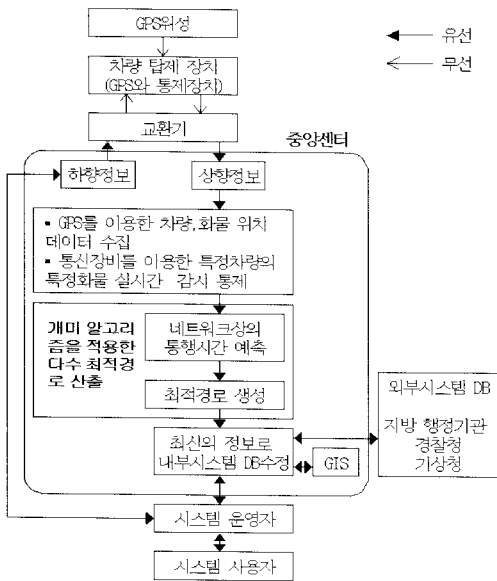 GPS위성
유선
무선
차량 탑제 장치
(GPS와 통제장치)
교환기
중앙센터
하향정보
상향정보
▪ GPS를 이용한 차량,화물 위치
데이터 수집
▪ 통신장비를 이용한 특정차량의
특정화물 실시간 감시 통제
개미 알고리
즘을 적용한
다수 최적경
로 산출
네트워크상의
통행시간 예측
최적경로 생성
최신의 정보로
내부시스템 DB수정
GIS
외부시스템 DB
지방 행정기관
경찰청
기상청
시스템 운영자
시스템 사용자